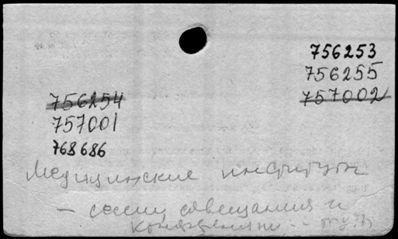 756253
756255
757002
756254
757001
768686
Медицинские институты
- сессии, совещания и
конференции -